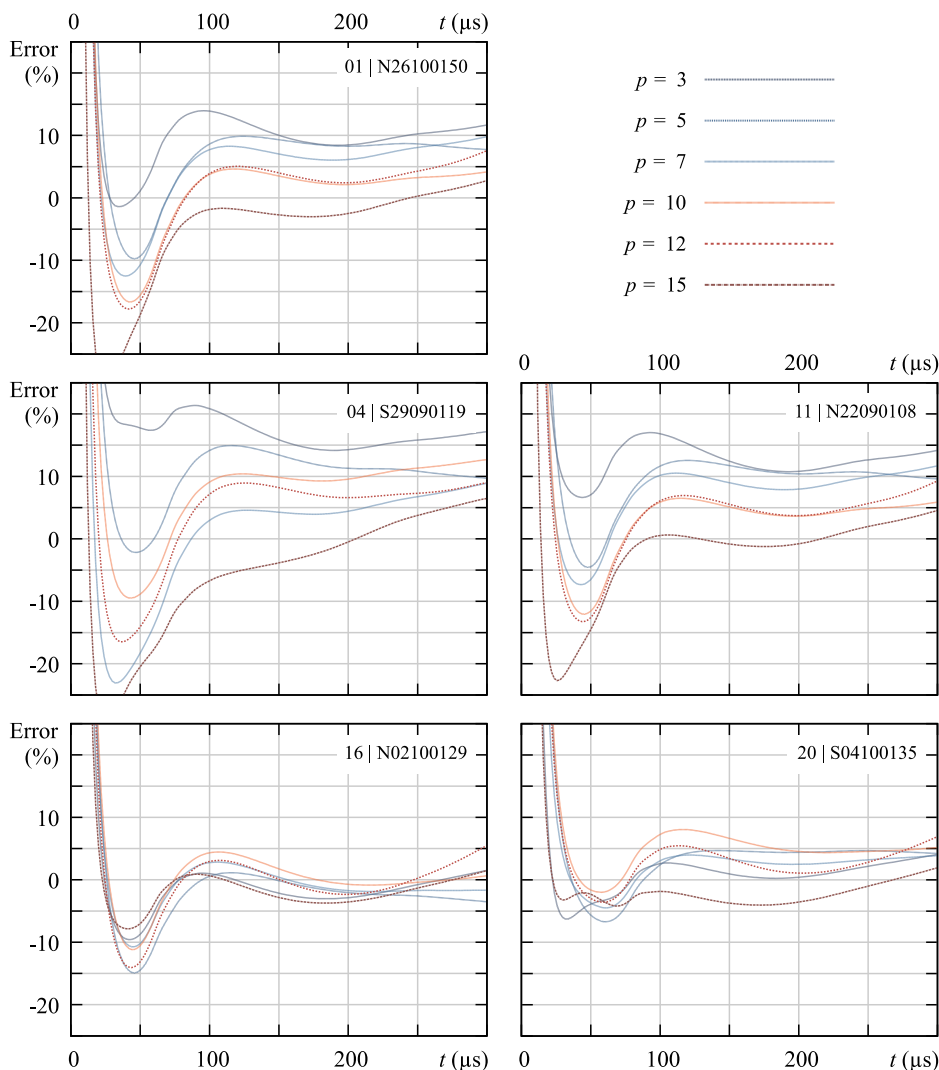 0 100 200 t (µs)
Error
(%)
01 | N26100150
10
0
-10
-20
p = 3
p = 5
p = 7
p = 10
p = 12
p = 15
0 100 200 t (µs)
Error
(%)
04 | S29090119
10
0
-10
-20
11 | N22090108
Error
(%)
16 | N02100129
10
0
-10
-20
20 | S04100135
0 100 200 t (µs)
0 100 200 t (µs)